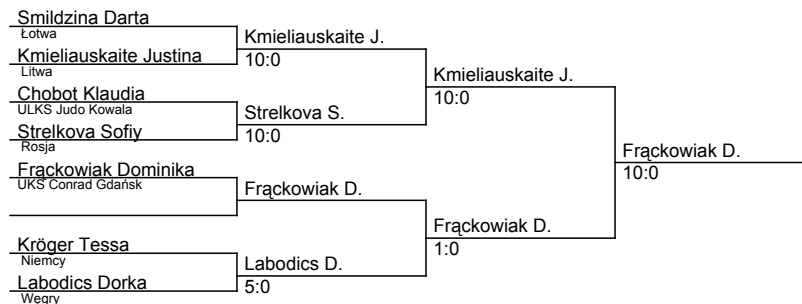 Smildzina Darta
Łotwa
Kmieliauskaite Justina
Litwa
Chobot Klaudia
ULKS Judo Kowala
Strelkova Sofiy
Rosja
Frąckowiak Dominika
UKS Conrad Gdańsk
Kröger Tessa
Niemcy
Labodics Dorka
Węgry
Kmieliauskaite J.
10:0
Strelkova S.
10:0
Frąckowiak D.
Labodics D.
5:0
Kmieliauskaite J.
10:0
Frąckowiak D.
1:0
Frąckowiak D.
10:0